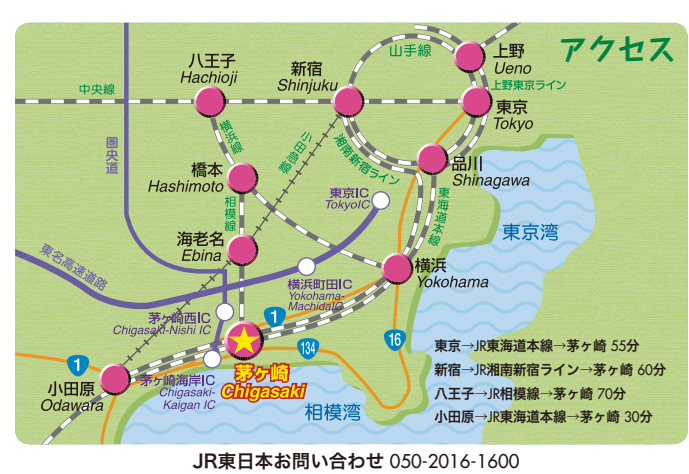 アクセス
山手線
上野
Ueno
八王子
Hachioji
新宿
Shinjuku
中央線
上野東京ライン
東京
Tokyo
圏央道
横浜線
小田急線
湘南新宿ライン
品川
Shinagawa
橋本
Hashimoto
東京IC
TokyoIC
相模線
東海道本線
東京湾
海老名
Ebina
東名高速道路
横浜
Yokohama
横浜町田IC
Yokohama-
MachidaIC
茅ヶ崎西IC
Chigasaki-Nishi IC
1
134
16
1
東京→JR東海道本線→茅ヶ崎 55分
新宿→JR湘南新宿ライン→茅ヶ崎 60分
八王子→JR相模線→茅ヶ崎 70分
小田原→JR東海道本線→茅ヶ崎 30分
小田原
Odawara
茅ヶ崎海岸IC
Chigasaki-
Kaigan IC
茅ヶ崎
Chigasaki
相模湾
JR東日本お問い合わせ 050-2016-1600